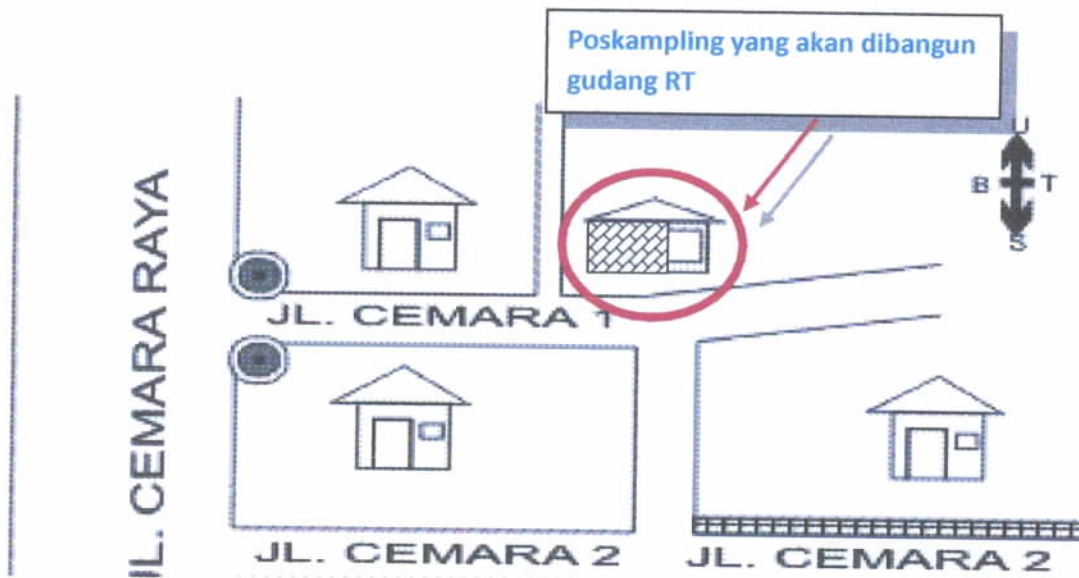 Poskampling yang akan dibangun
gudang RT
U
B T
S
JL. CEMARA RAYA
JL. CEMARA 1
JL. CEMARA 2
JL. CEMARA 2